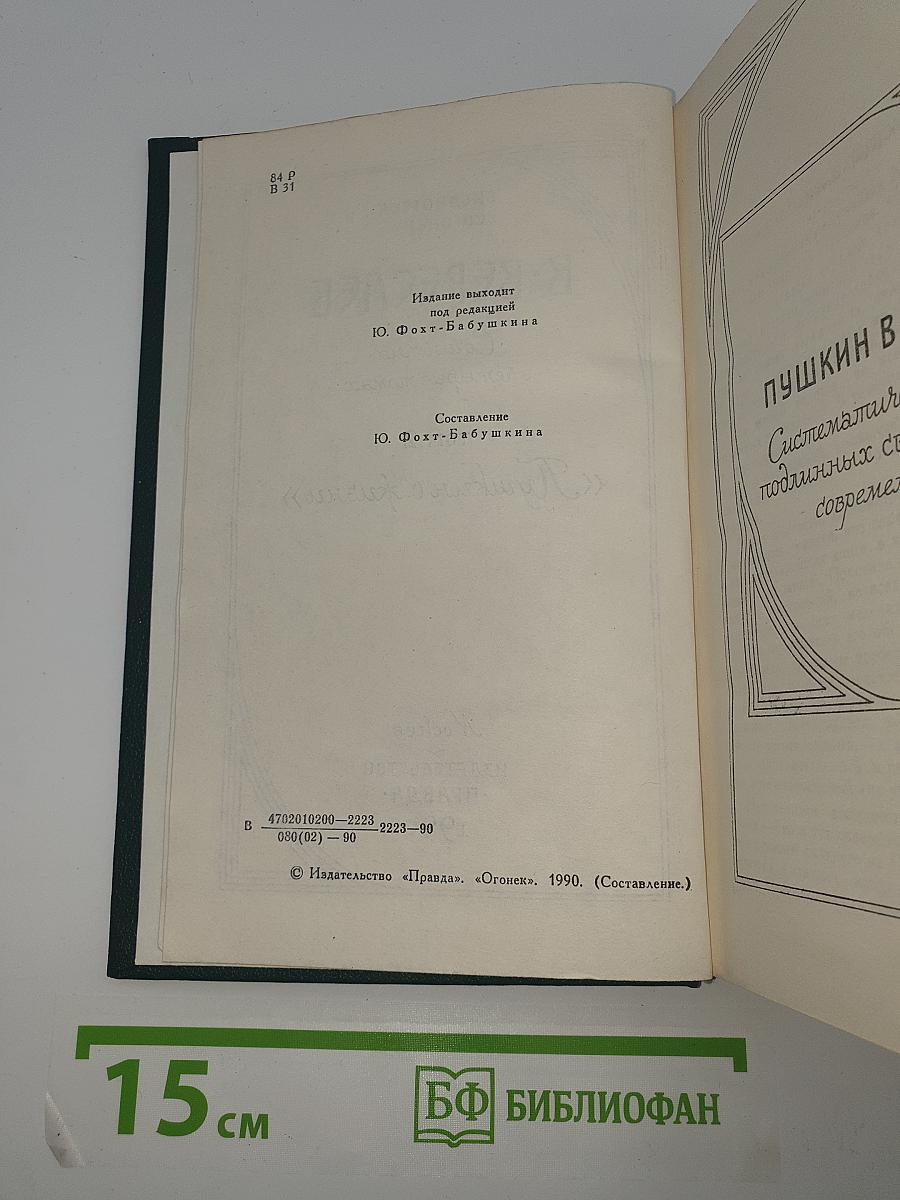 84 Р
В 31
Издание выходит
под редакцией
Ю. Фохт-Бабушкина
Составление
Ю. Фохт-Бабушкина
В 4702010200—2223
080(02) — 90
2223—90
© Издательство «Правда». «Огонек». 1990. (Составление.)
ПУШКИН В
подлинных
15 см
БФ БИБЛИОФАН